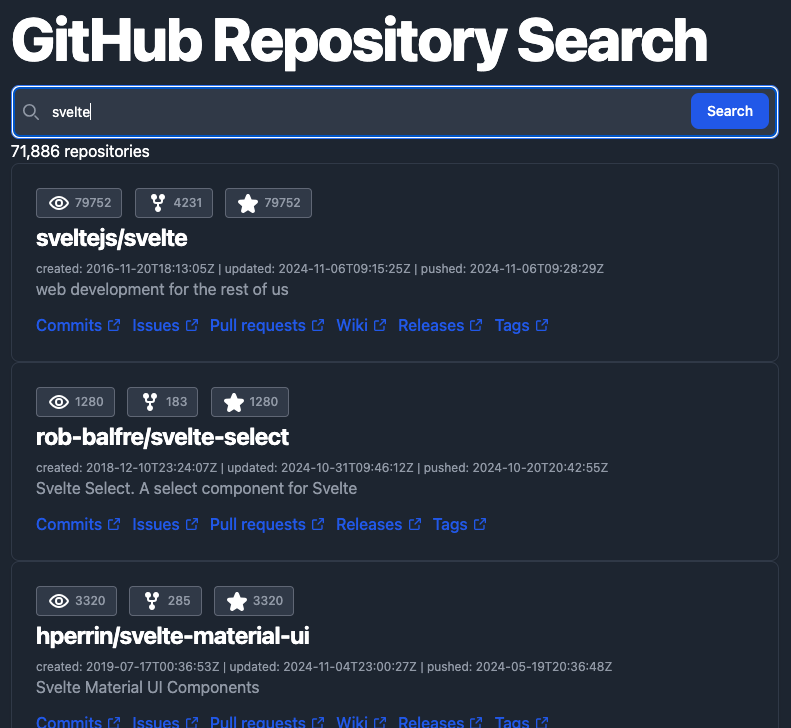 GitHub Repository Search
svelte Search
71,886 repositories
79752 4231 79752
sveltejs/svelte
created: 2016-11-20T18:13:05Z | updated: 2024-11-06T09:15:25Z | pushed: 2024-11-06T09:28:29Z
web development for the rest of us
Commits Issues Pull requests Wiki Releases Tags
1280 183 1280
rob-balfre/svelte-select
created: 2018-12-10T23:24:07Z | updated: 2024-10-31T09:46:12Z | pushed: 2024-10-20T20:42:55Z
Svelte Select. A select component for Svelte
Commits Issues Pull requests Releases Tags
3320 285 3320
hperrin/svelte-material-ui
created: 2019-07-17T00:36:53Z | updated: 2024-11-04T23:00:27Z | pushed: 2024-05-19T20:36:48Z
Svelte Material UI Components
Commits Issues Pull requests Wiki Releases Tags